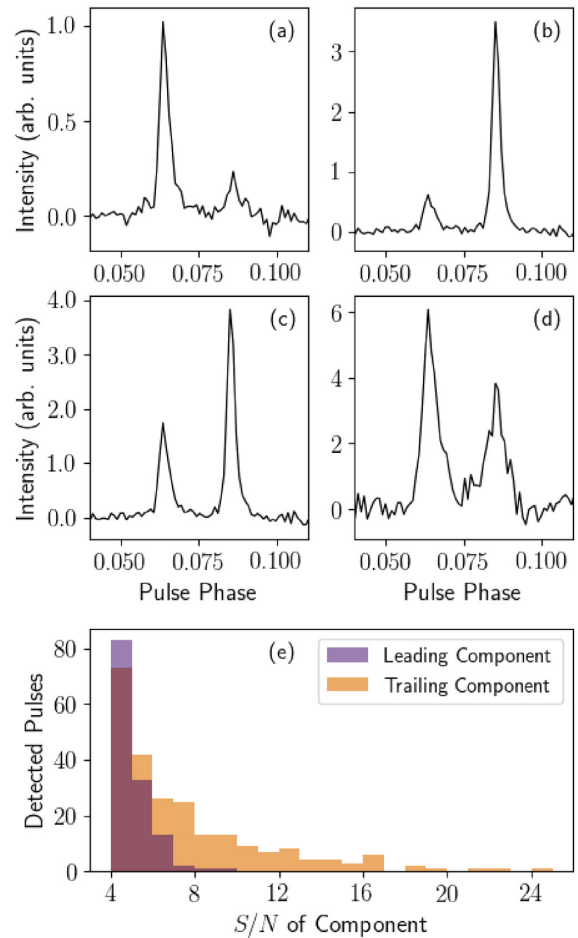 (a)
(b)
1.0
0.5
0.0
Intensity (arb. units)
3
2
1
0
0.050 0.075 0.100
0.050 0.075 0.100
(c)
(d)
4.0
3.0
2.0
1.0
0.0
Intensity (arb. units)
6
4
2
0
0.050 0.075 0.100
0.050 0.075 0.100
Pulse Phase
Pulse Phase
(e)
Leading Component
Trailing Component
80
60
40
20
0
Detected Pulses
4 8 12 16 20 24
S/N of Component